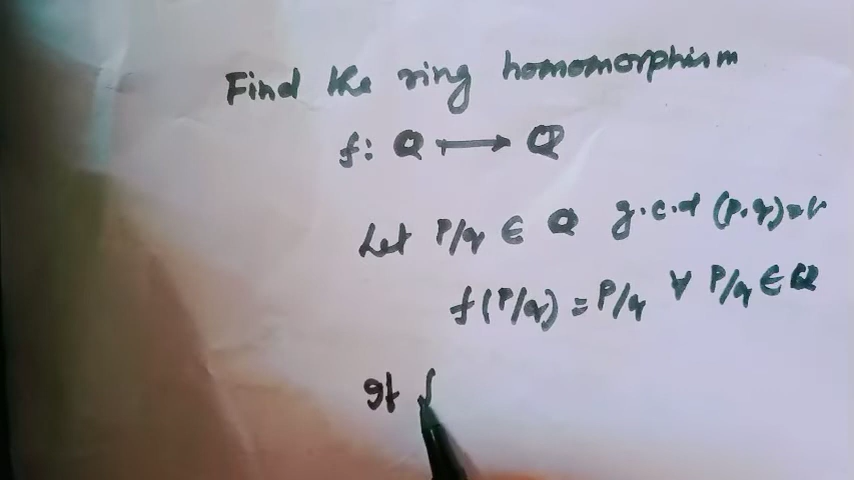 Find the ring homomorphism
f: Q ⟼ Q
Let P/q ∈ Q g.c.d (p.q)=1
f(P/q) = P/q ∀ P/q ∈ Q
If f